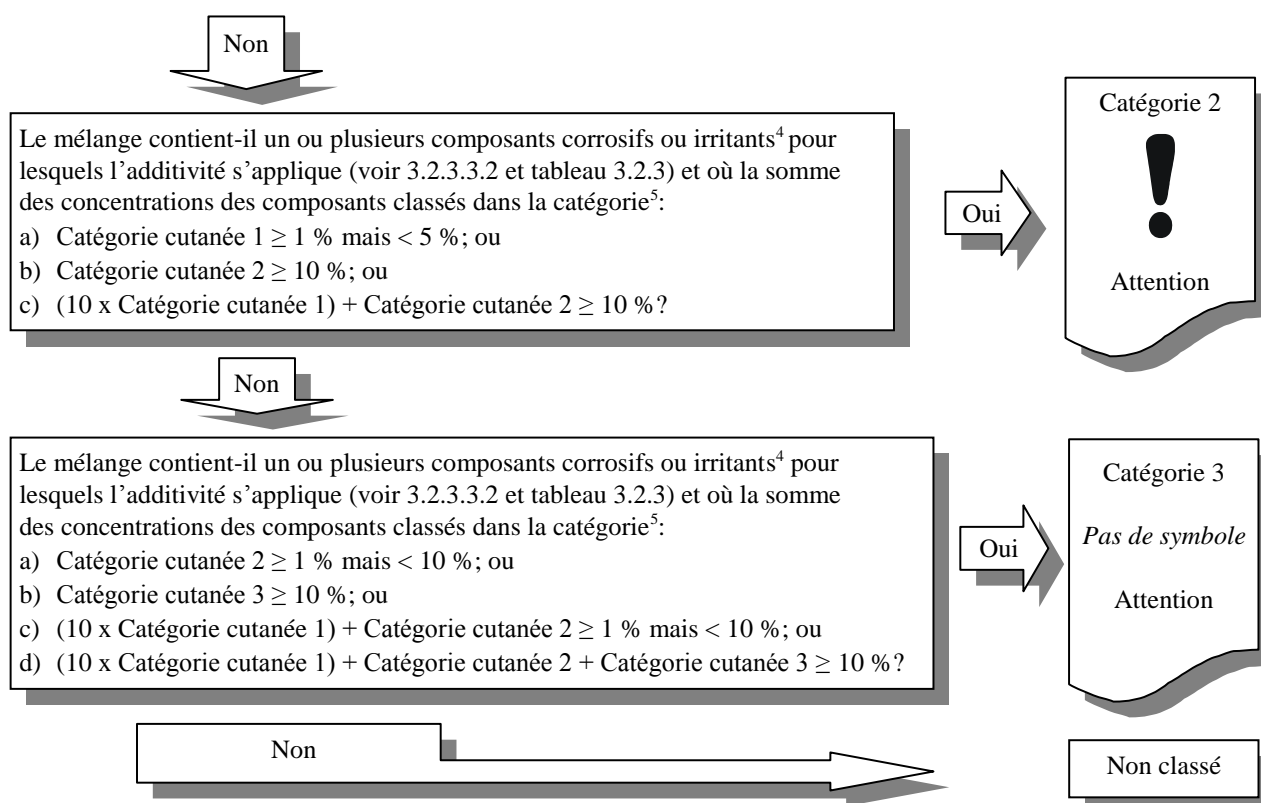 Non
Le mélange contient-il un ou plusieurs composants corrosifs ou irritants⁴ pour
lesquels l’additivité s’applique (voir 3.2.3.3.2 et tableau 3.2.3) et où la somme
des concentrations des composants classés dans la catégorie⁵:
a) Catégorie cutanée 1 ≥ 1 % mais < 5 %; ou
b) Catégorie cutanée 2 ≥ 10 %; ou
c) (10 x Catégorie cutanée 1) + Catégorie cutanée 2 ≥ 10 %?
Oui
Catégorie 2
!
Attention
Non
Le mélange contient-il un ou plusieurs composants corrosifs ou irritants⁴ pour
lesquels l’additivité s’applique (voir 3.2.3.3.2 et tableau 3.2.3) et où la somme
des concentrations des composants classés dans la catégorie⁵:
a) Catégorie cutanée 2 ≥ 1 % mais < 10 %; ou
b) Catégorie cutanée 3 ≥ 10 %; ou
c) (10 x Catégorie cutanée 1) + Catégorie cutanée 2 ≥ 1 % mais < 10 %; ou
d) (10 x Catégorie cutanée 1) + Catégorie cutanée 2 + Catégorie cutanée 3 ≥ 10 %?
Oui
Catégorie 3
Pas de symbole
Attention
Non
Non classé